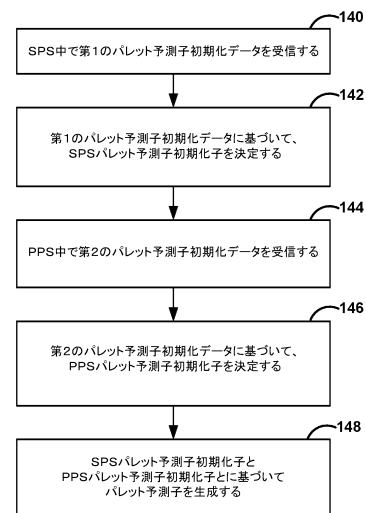 140
SPS中で第1のパレット予測子初期化データを受信する
142
第1のパレット予測子初期化データに基づいて、
SPSパレット予測子初期化子を決定する
144
PPS中で第2のパレット予測子初期化データを受信する
146
第2のパレット予測子初期化データに基づいて、
PPSパレット予測子初期化子を決定する
148
SPSパレット予測子初期化子と
PPSパレット予測子初期化子とに基づいて
パレット予測子を生成する